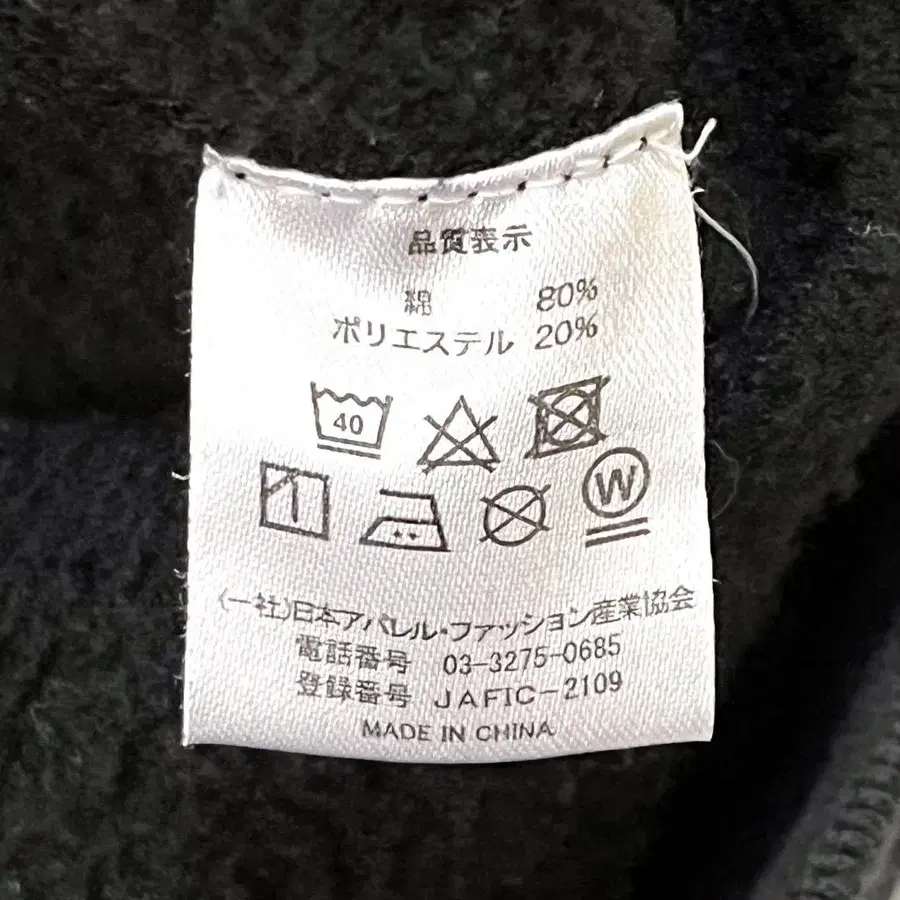 品質表示
綿 80%
ポリエステル 20%
40
W
(一社)日本アパレル・ファッション産業協会
電話番号 03-3275-0685
登録番号 JAFIC-2109
MADE IN CHINA